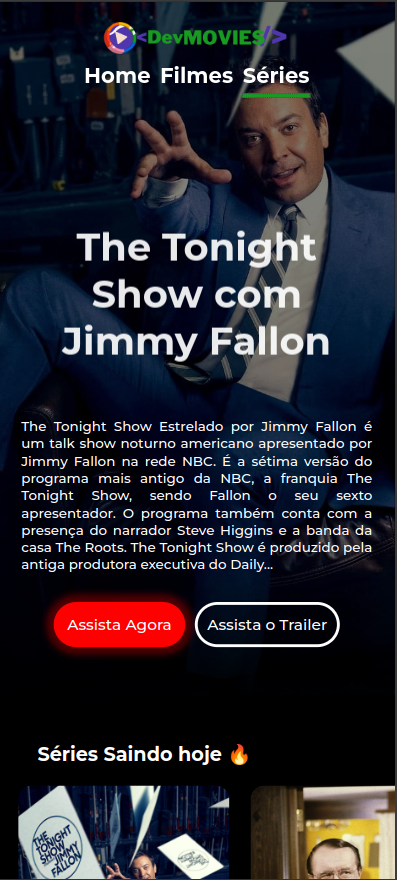 <DevMOVIES/>
Home Filmes Séries
The Tonight
Show com
Jimmy Fallon
The Tonight Show Estrelado por Jimmy Fallon é
um talk show noturno americano apresentado por
Jimmy Fallon na rede NBC. É a sétima versão do
programa mais antigo da NBC, a franquia The
Tonight Show, sendo Fallon o seu sexto
apresentador. O programa também conta com a
presença do narrador Steve Higgins e a banda da
casa The Roots. The Tonight Show é produzido pela
antiga produtora executiva do Daily...
Assista Agora Assista o Trailer
Séries Saindo hoje 🔥
THE
TONIGHT
SHOW
JIMMY
FALLON